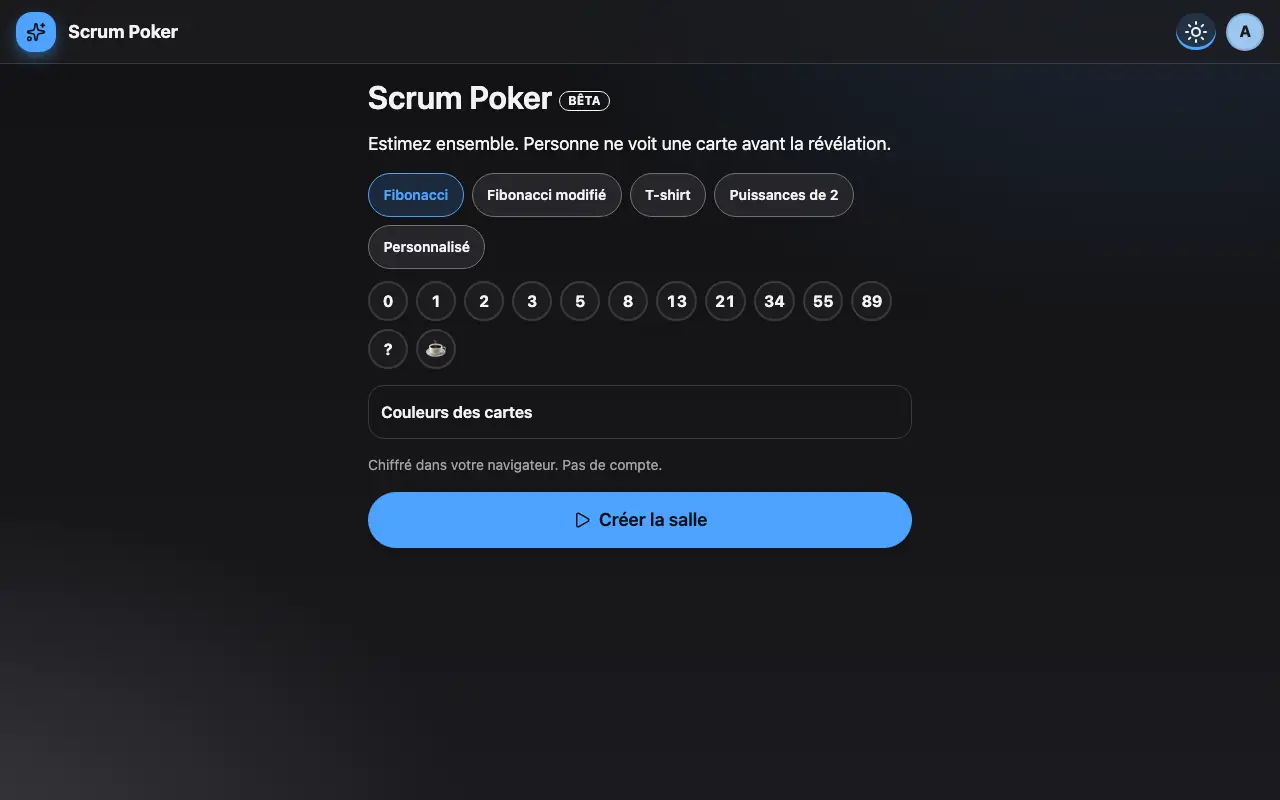 Scrum Poker
A
Scrum Poker BÊTA
Estimez ensemble. Personne ne voit une carte avant la révélation.
Fibonacci Fibonacci modifié T-shirt Puissances de 2
Personnalisé
0 1 2 3 5 8 13 21 34 55 89
? ☕
Couleurs des cartes
Chiffré dans votre navigateur. Pas de compte.
Créer la salle